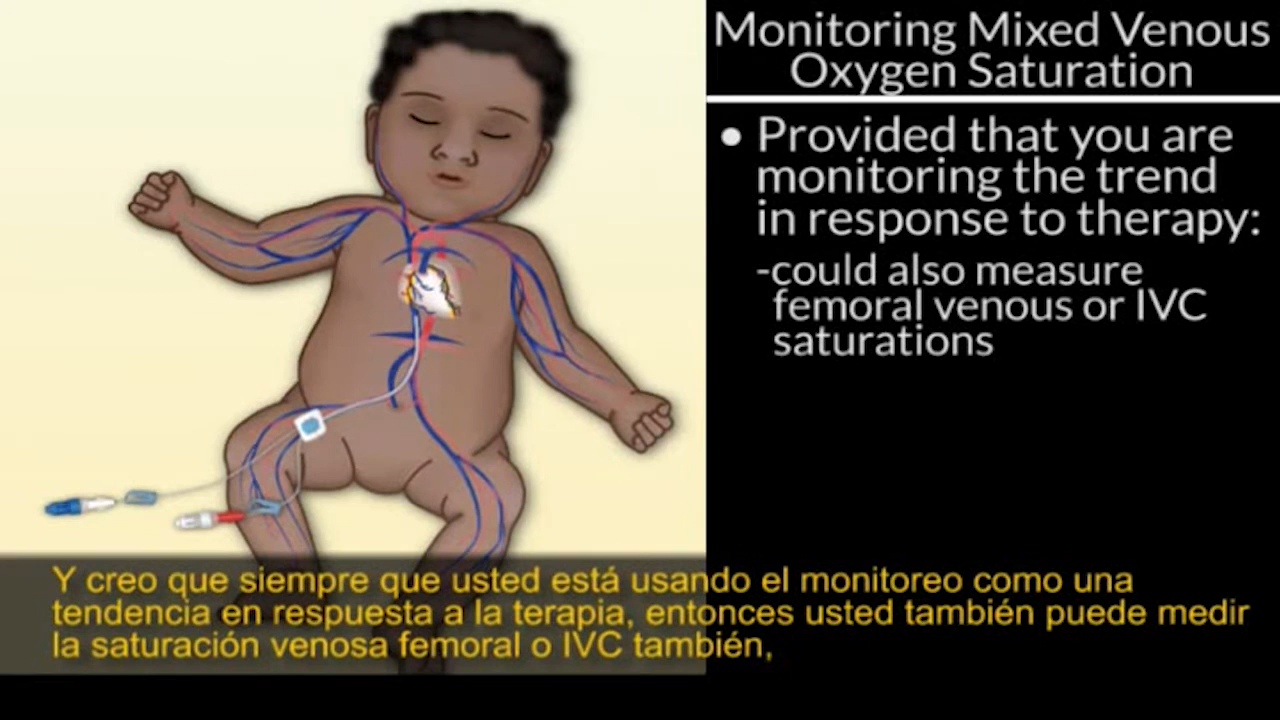 Monitoring Mixed Venous
Oxygen Saturation
• Provided that you are
monitoring the trend
in response to therapy:
-could also measure
femoral venous or IVC
saturations
Y creo que siempre que usted está usando el monitoreo como una
tendencia en respuesta a la terapia, entonces usted también puede medir
la saturación venosa femoral o IVC también,